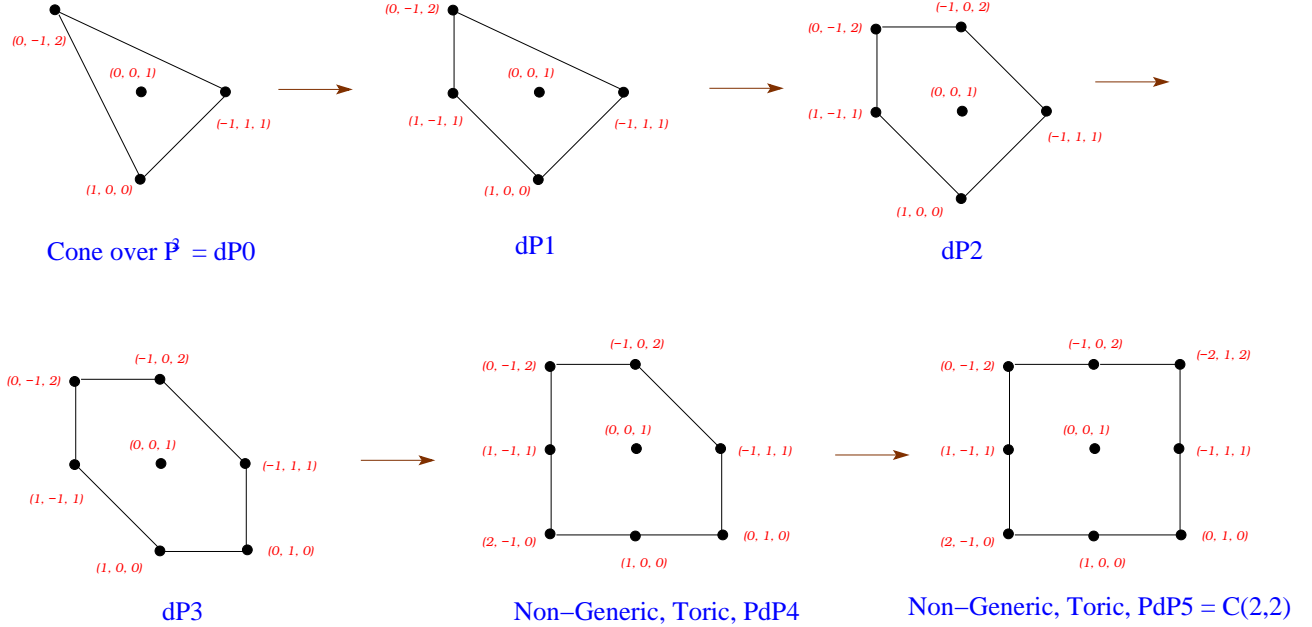 (0, −1, 2)
(0, 0, 1)
(−1, 1, 1)
(1, 0, 0)
Cone over P² = dP0
(0, −1, 2)
(0, 0, 1)
(1, −1, 1)
(−1, 1, 1)
(1, 0, 0)
dP1
(−1, 0, 2)
(0, −1, 2)
(0, 0, 1)
(1, −1, 1)
(−1, 1, 1)
(1, 0, 0)
dP2
(−1, 0, 2)
(0, −1, 2)
(0, 0, 1)
(−1, 1, 1)
(1, −1, 1)
(0, 1, 0)
(1, 0, 0)
dP3
(−1, 0, 2)
(0, −1, 2)
(0, 0, 1)
(1, −1, 1)
(−1, 1, 1)
(2, −1, 0)
(0, 1, 0)
(1, 0, 0)
Non−Generic, Toric, PdP4
(−1, 0, 2)
(−2, 1, 2)
(0, −1, 2)
(0, 0, 1)
(1, −1, 1)
(−1, 1, 1)
(2, −1, 0)
(0, 1, 0)
(1, 0, 0)
Non−Generic, Toric, PdP5 = C(2,2)